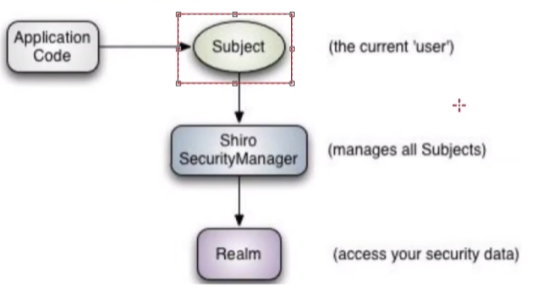 Application
Code
Subject
(the current 'user')
Shiro
SecurityManager
(manages all Subjects)
Realm
(access your security data)